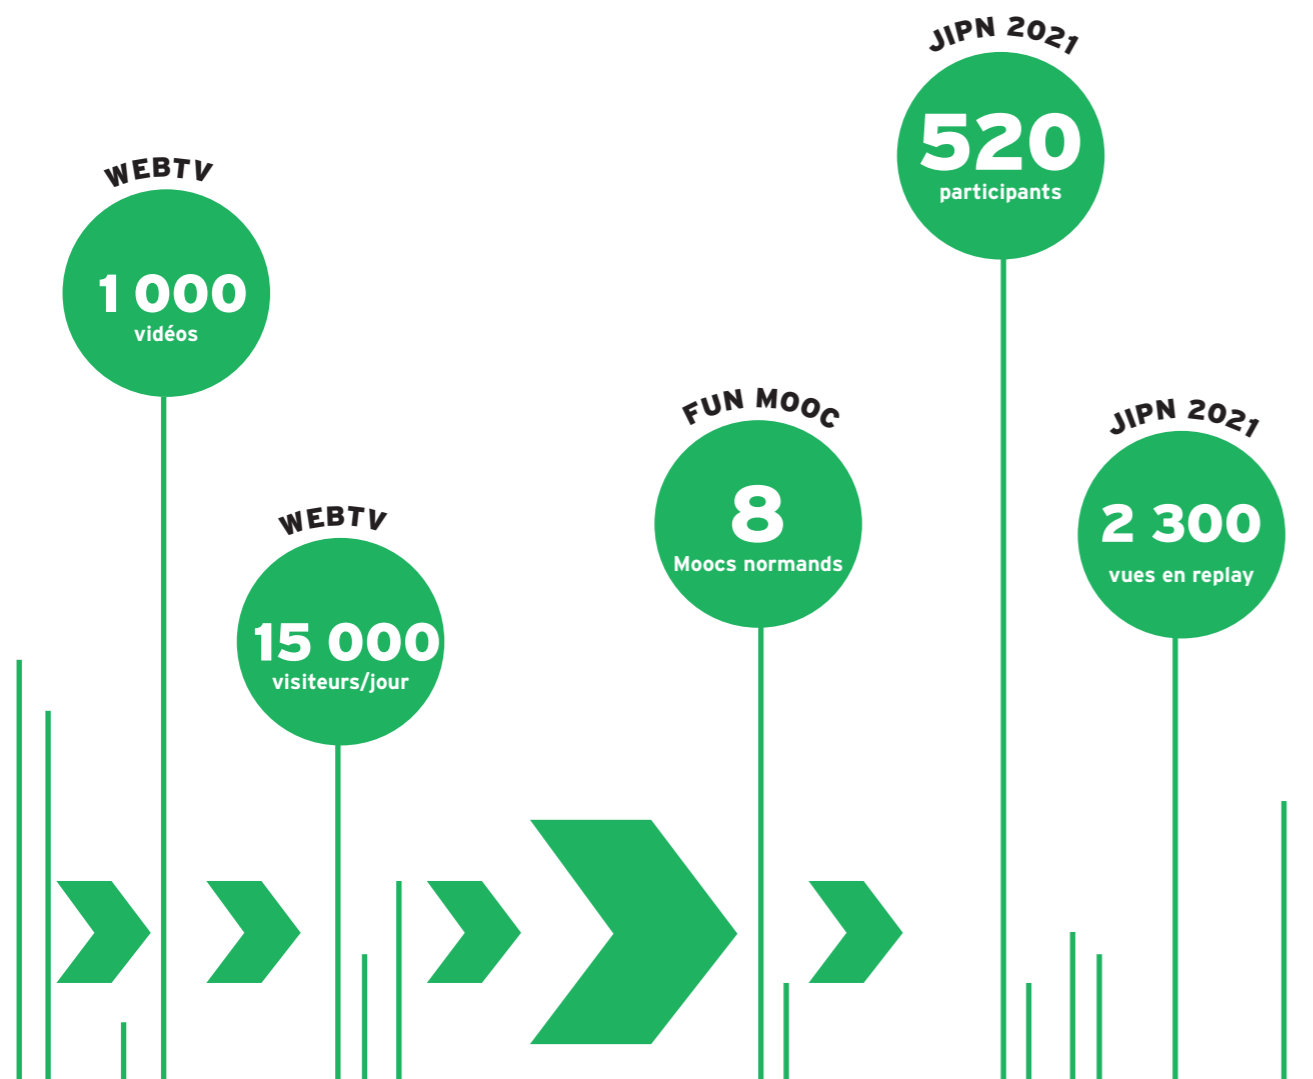 WEBTV
1 000
vidéos
WEBTV
15 000
visiteurs/jour
FUN MOOC
8
Moocs normands
JIPN 2021
520
participants
JIPN 2021
2 300
vues en replay